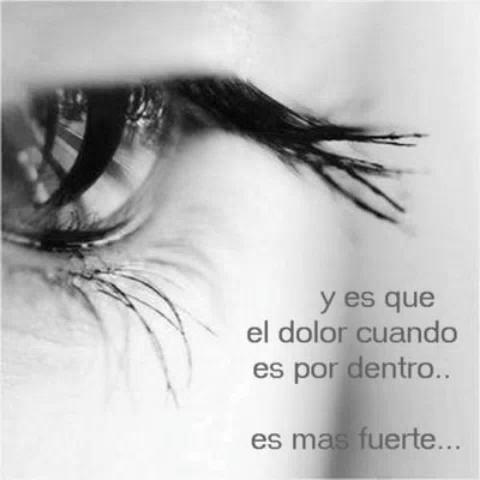 y es que
el dolor cuando
es por dentro..
es mas fuerte...